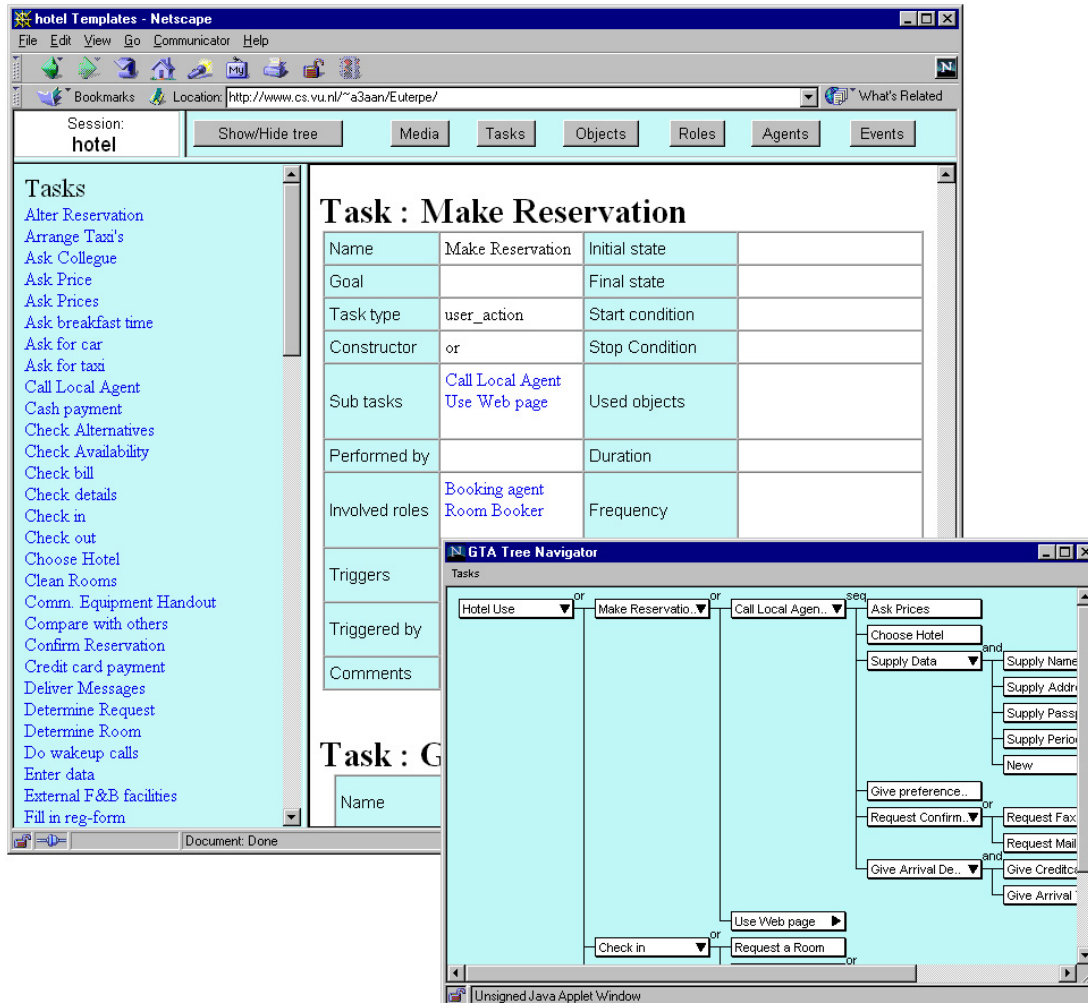 hotel Templates - Netscape
File Edit View Go Communicator Help
Bookmarks Location: http://www.cs.vu.nl/~a3aan/Euterpe/ What's Related
Session:
hotel
Show/Hide tree Media Tasks Objects Roles Agents Events
Tasks
Alter Reservation
Arrange Taxi's
Ask Collegue
Ask Price
Ask Prices
Ask breakfast time
Ask for car
Ask for taxi
Call Local Agent
Cash payment
Check Alternatives
Check Availability
Check bill
Check details
Check in
Check out
Choose Hotel
Clean Rooms
Comm. Equipment Handout
Compare with others
Confirm Reservation
Credit card payment
Deliver Messages
Determine Request
Determine Room
Do wakeup calls
Enter data
External F&B facilities
Fill in reg-form
Task : Make Reservation
Name Make Reservation Initial state
Goal Final state
Task type user_action Start condition
Constructor or Stop Condition
Sub tasks Call Local Agent
Use Web page Used objects
Performed by Duration
Involved roles Booking agent
Room Booker Frequency
Triggers
Triggered by
Comments
Task : G
Name
Document: Done
GTA Tree Navigator
Tasks
or or seq
Hotel Use Make Reservatio.. Call Local Agen.. Ask Prices
Choose Hotel
and
Supply Data Supply Name
Supply Addr
Supply Passp
Supply Perio
New
Give preference..
or
Request Confirm.. Request Fax
Request Mail
and
Give Arrival De.. Give Creditca
Give Arrival
Use Web page
or
Check in Request a Room
or
Unsigned Java Applet Window